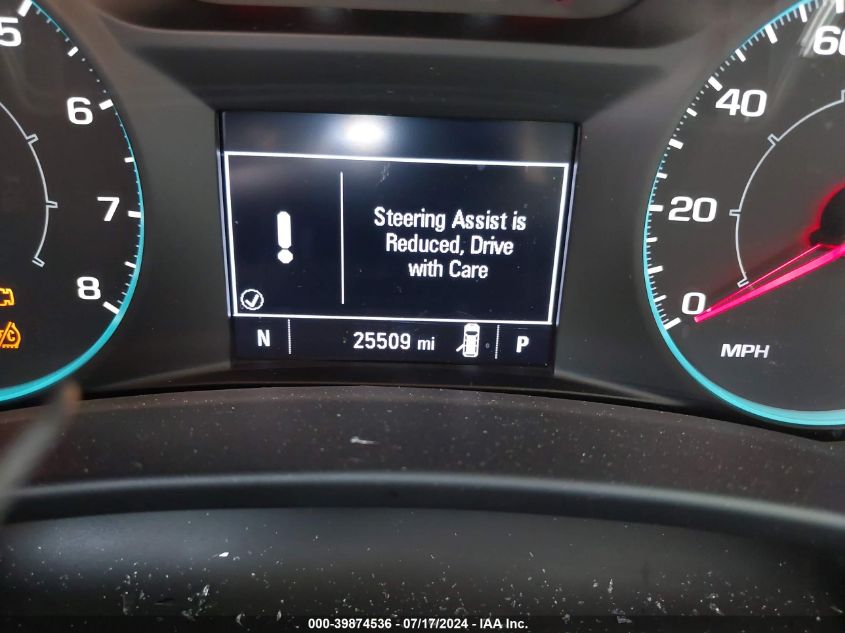 5
6
7
8
Steering Assist is
Reduced, Drive
with Care
N
25509 mi
P
0
20
40
60
MPH
000-39874536 - 07/17/2024 - IAA Inc.